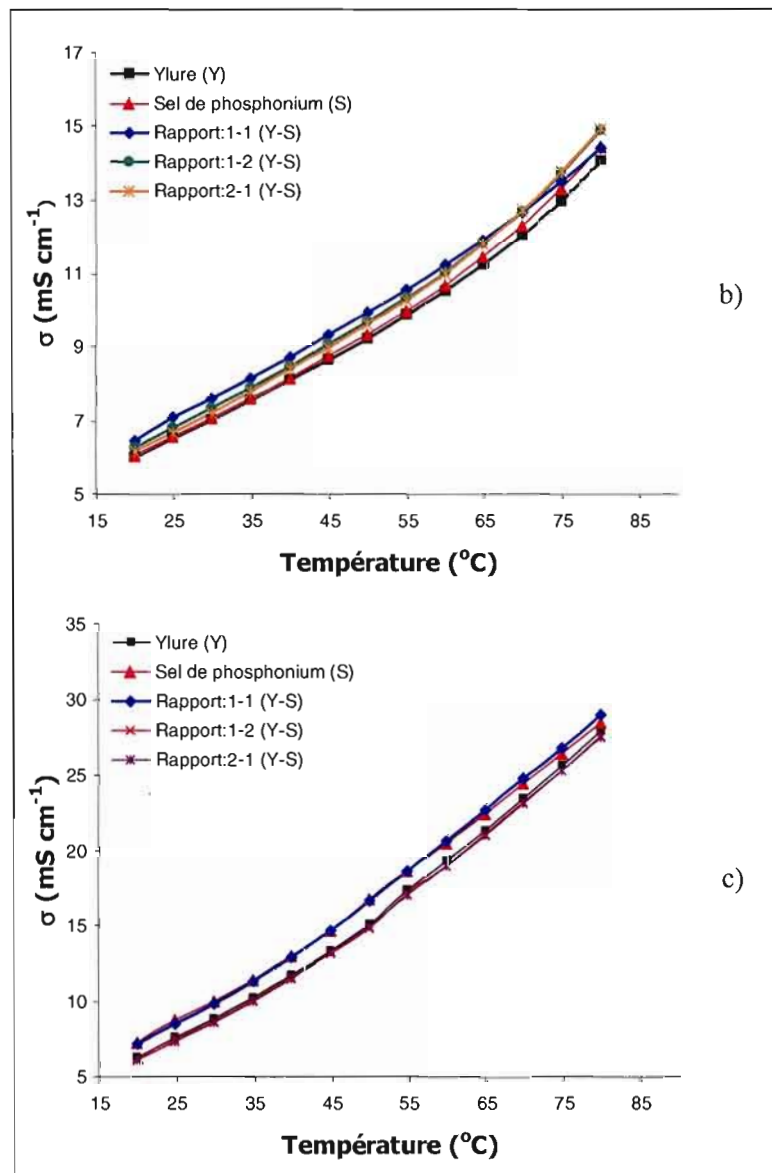 17
15
13
11
9
7
5
σ (mS cm⁻¹)
Ylure (Y)
Sel de phosphonium (S)
Rapport:1-1 (Y-S)
Rapport:1-2 (Y-S)
Rapport:2-1 (Y-S)
15 25 35 45 55 65 75 85
Température (°C)
b)
35
30
25
20
15
10
5
σ (mS cm⁻¹)
Ylure (Y)
Sel de phosphonium (S)
Rapport:1-1 (Y-S)
Rapport:1-2 (Y-S)
Rapport:2-1 (Y-S)
15 25 35 45 55 65 75 85
Température (°C)
c)